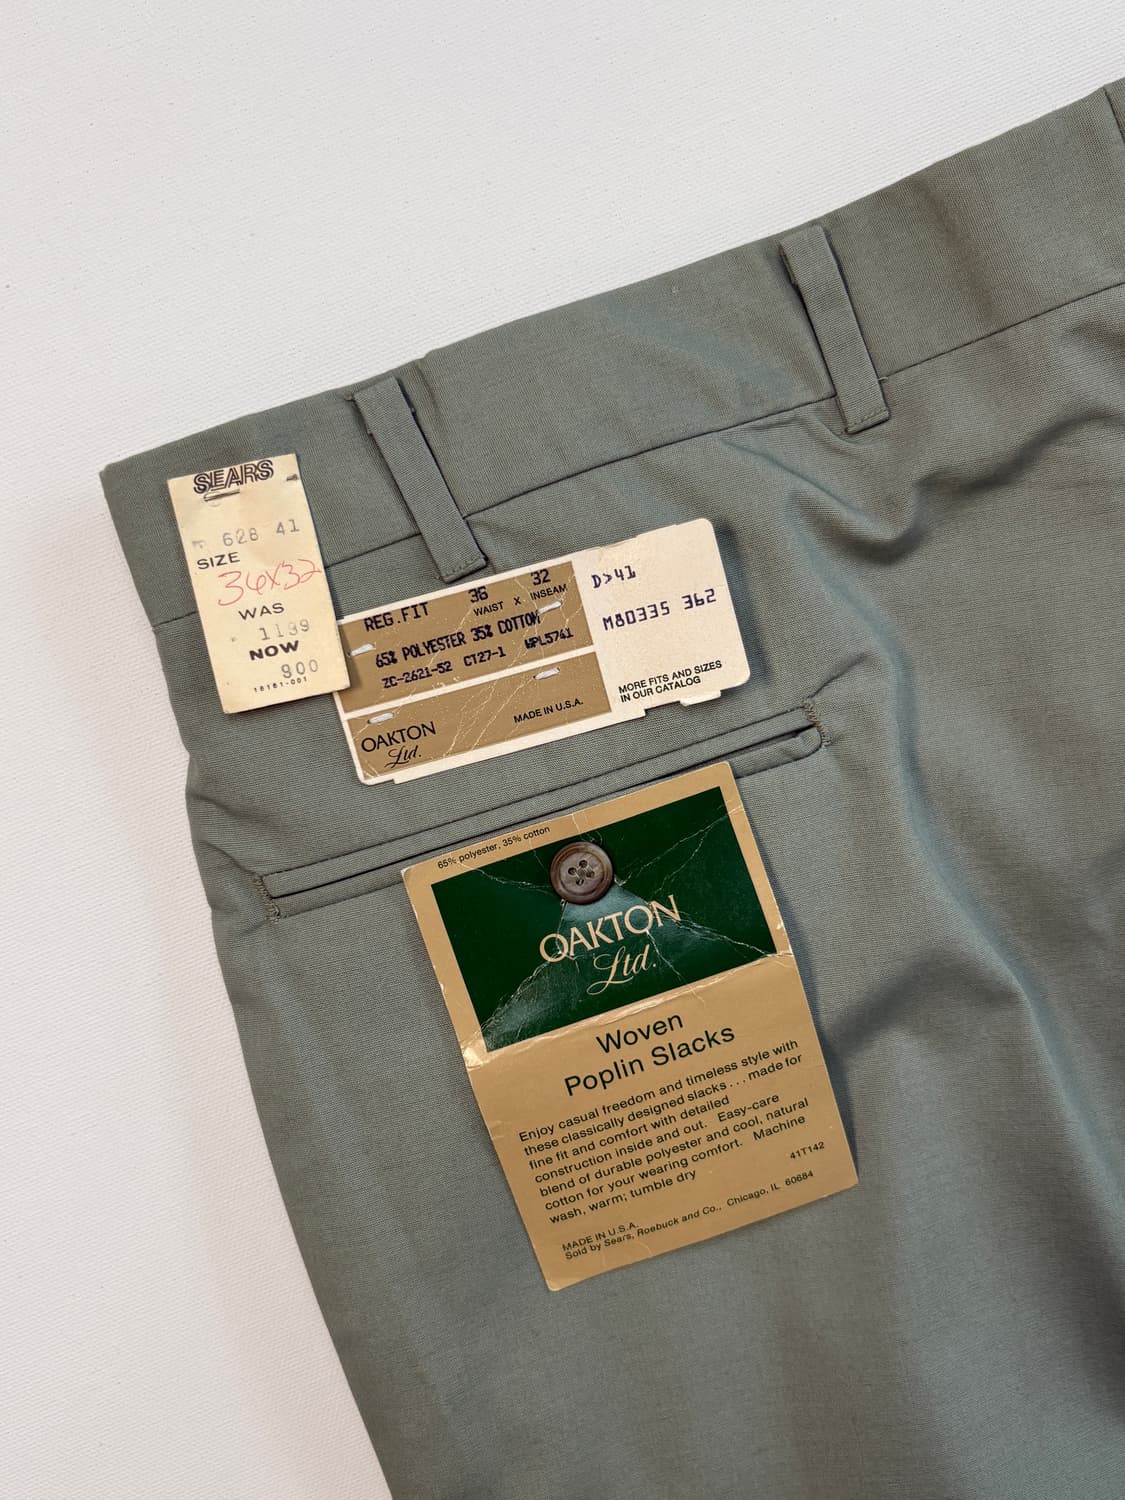 SEARS
628 41
SIZE
36x32
WAS
1199
NOW
900
18181-001
REG.FIT
36 32
WAIST X INSEAM
65% POLYESTER 35% COTTON
ZC-2621-52 CT27-1 WPL5741
MADE IN U.S.A.
OAKTON
Ltd.
D>41
M80335 362
MORE FITS AND SIZES
IN OUR CATALOG
65% polyester, 35% cotton
OAKTON
Ltd.
Woven
Poplin Slacks
Enjoy casual freedom and timeless style with
these classically designed slacks . . . made for
fine fit and comfort with detailed
construction inside and out. Easy-care
blend of durable polyester and cool, natural
cotton for your wearing comfort. Machine
wash, warm; tumble dry
41T142
MADE IN U.S.A.
Sold by Sears, Roebuck and Co., Chicago, IL 60684